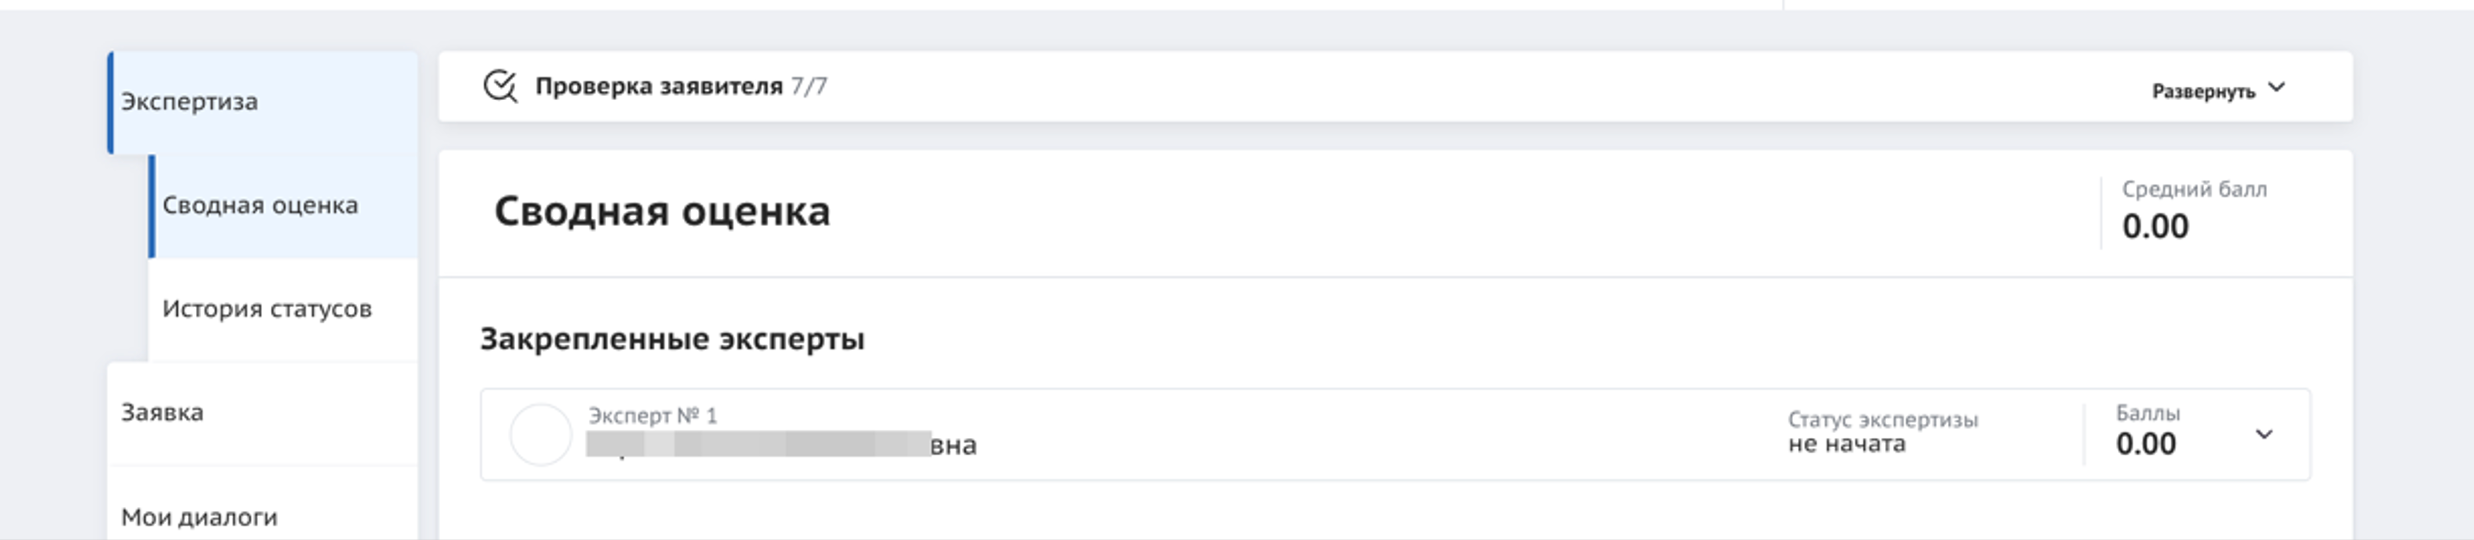 Экспертиза
Сводная оценка
История статусов
Заявка
Мои диалоги
Проверка заявителя 7/7
Развернуть
Сводная оценка
Средний балл
0.00
Закрепленные эксперты
Эксперт № 1
вна
Статус экспертизы
не начата
Баллы
0.00